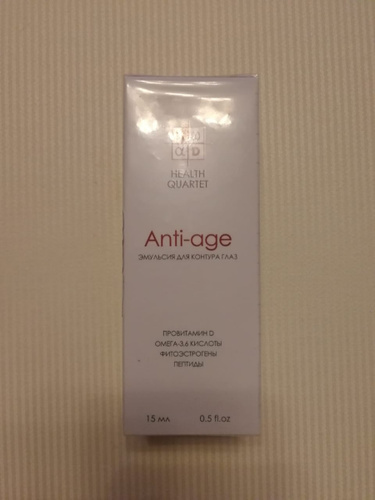 α D
HEALTH
QUARTET
Anti-age
ЭМУЛЬСИЯ ДЛЯ КОНТУРА ГЛАЗ
ПРОВИТАМИН D
ОМЕГА-3,6 КИСЛОТЫ
ФИТОЭСТРОГЕНЫ
ПЕПТИДЫ
15 МЛ 0.5 fl.oz